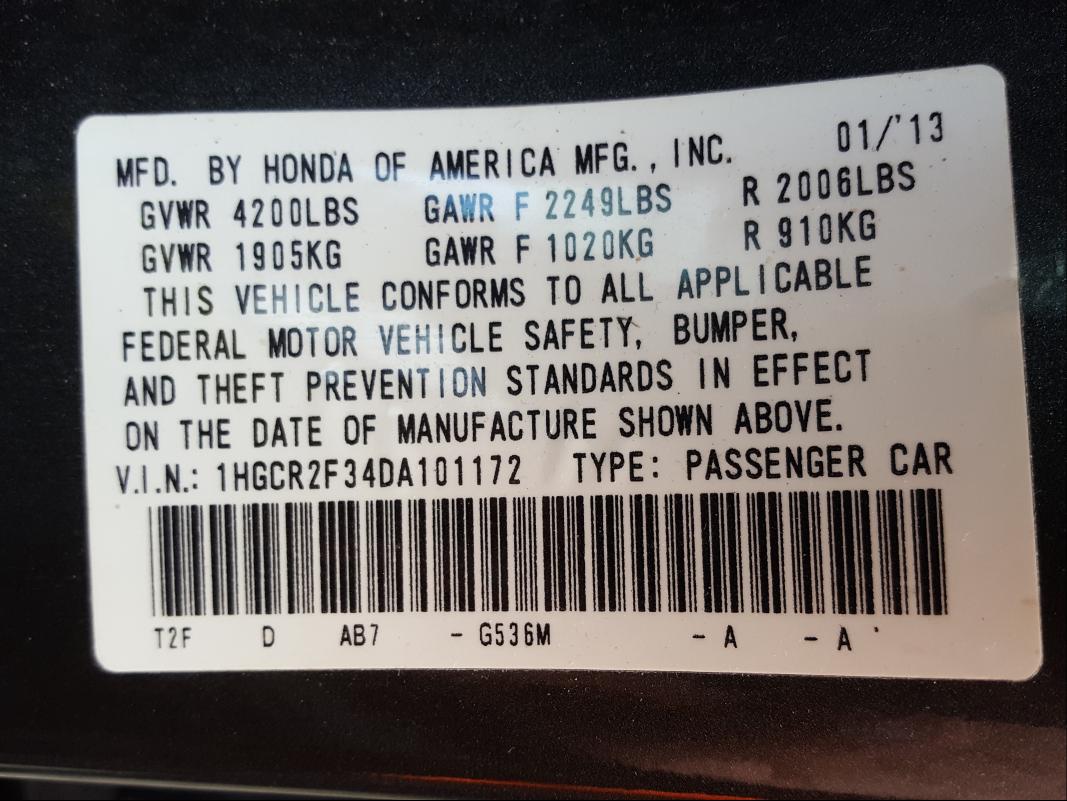 MFD. BY HONDA OF AMERICA MFG., INC. 01/'13
GVWR 4200LBS GAWR F 2249LBS R 2006LBS
GVWR 1905KG GAWR F 1020KG R 910KG
THIS VEHICLE CONFORMS TO ALL APPLICABLE
FEDERAL MOTOR VEHICLE SAFETY, BUMPER,
AND THEFT PREVENTION STANDARDS IN EFFECT
ON THE DATE OF MANUFACTURE SHOWN ABOVE.
V.I.N.: 1HGCR2F34DA101172 TYPE: PASSENGER CAR
T2F D AB7 - G536M - A - A